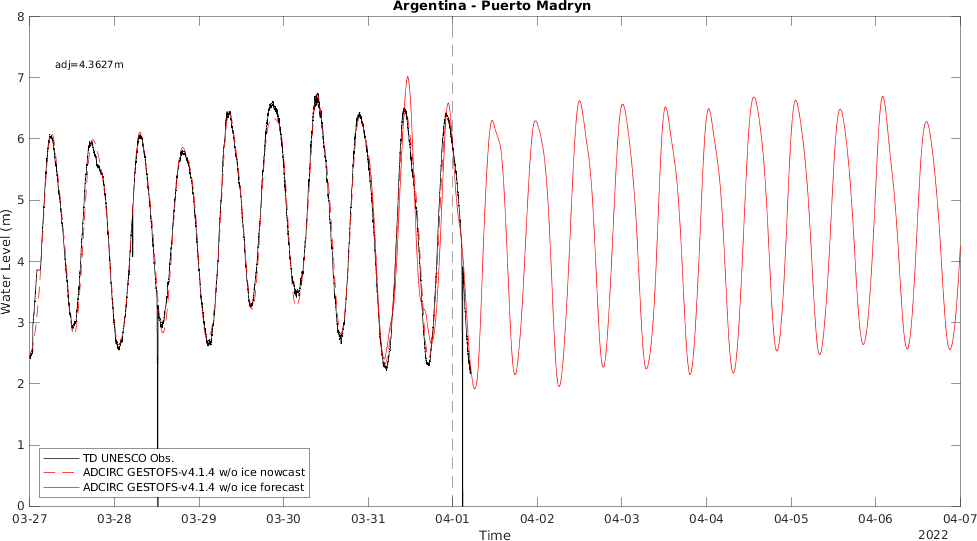 Argentina - Puerto Madryn
8
7
6
5
4
3
2
1
0
Water Level (m)
adj=4.3627m
TD UNESCO Obs.
ADCIRC GESTOFS-v4.1.4 w/o ice nowcast
ADCIRC GESTOFS-v4.1.4 w/o ice forecast
03-27 03-28 03-29 03-30 03-31 04-01 04-02 04-03 04-04 04-05 04-06 04-07
Time
2022